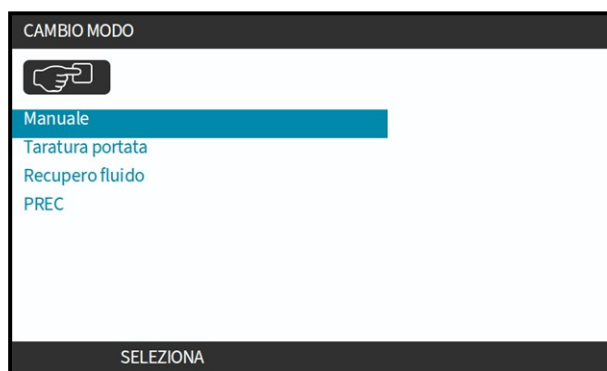 CAMBIO MODO
Manuale
Taratura portata
Recupero fluido
PREC
SELEZIONA